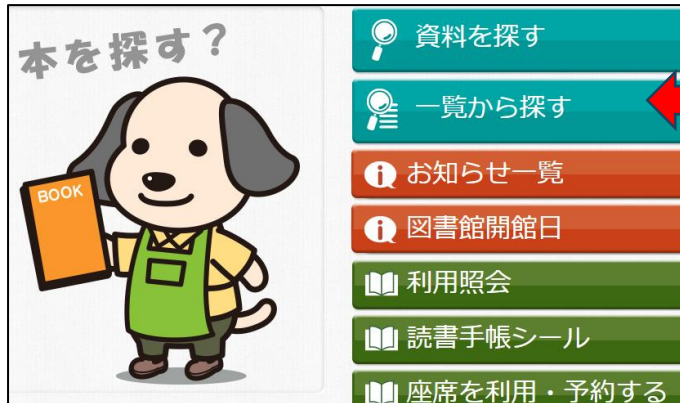 本を探す?
BOOK
資料を探す
一覧から探す
お知らせ一覧
図書館開館日
利用照会
読書手帳シール
座席を利用・予約する